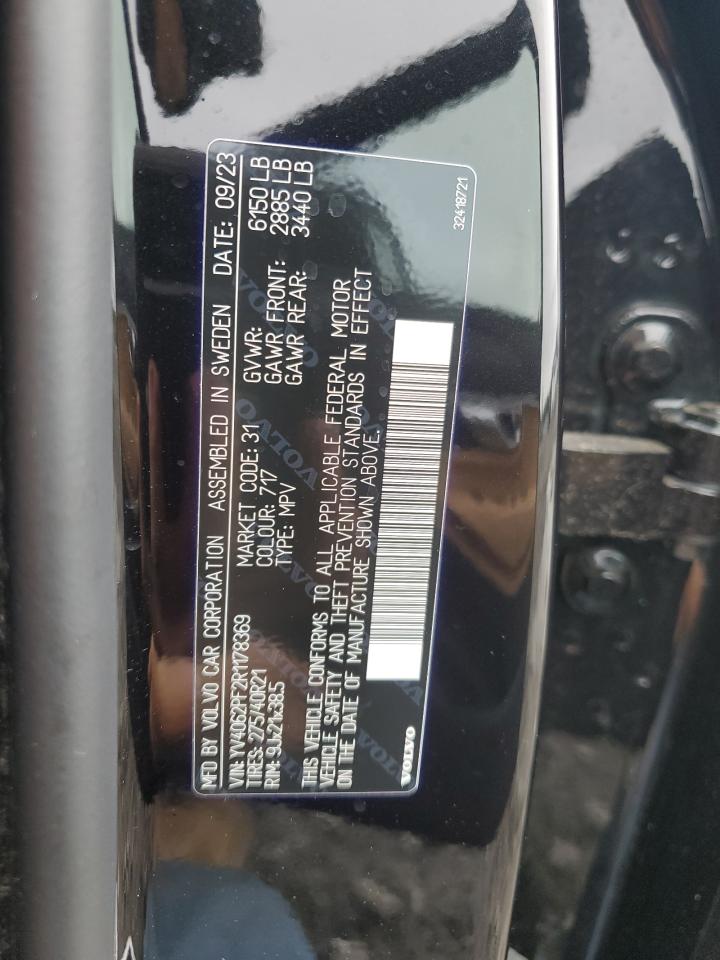 MFD BY VOLVO CAR CORPORATION ASSEMBLED IN SWEDEN DATE: 09/23
VIN: YV4062PF2R1178369 MARKET CODE: 31 GVWR: 6150 LB
TIRES: 275/40R21 COLOUR: 717 GAWR FRONT: 2885 LB
RIM: 9Jx21x38.5 TYPE: MPV GAWR REAR: 3440 LB
THIS VEHICLE CONFORMS TO ALL APPLICABLE FEDERAL MOTOR
VEHICLE SAFETY AND THEFT PREVENTION STANDARDS IN EFFECT
ON THE DATE OF MANUFACTURE SHOWN ABOVE.
VOLVO
32418721